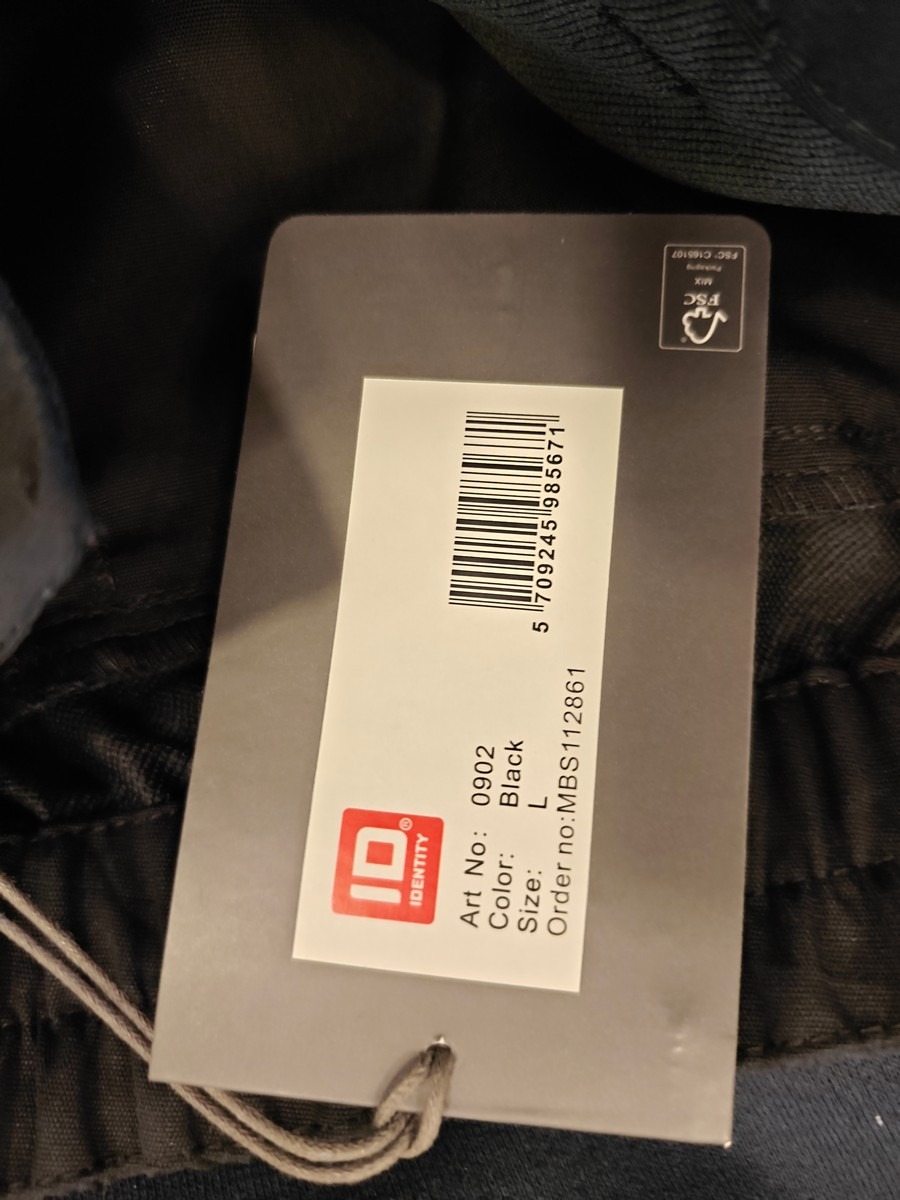 ID®
IDENTITY
Art No: 0902
Color: Black
Size: L
Order no:MBS112861
5 709245 985671
FSC
MIX
Packaging
FSC® C165107